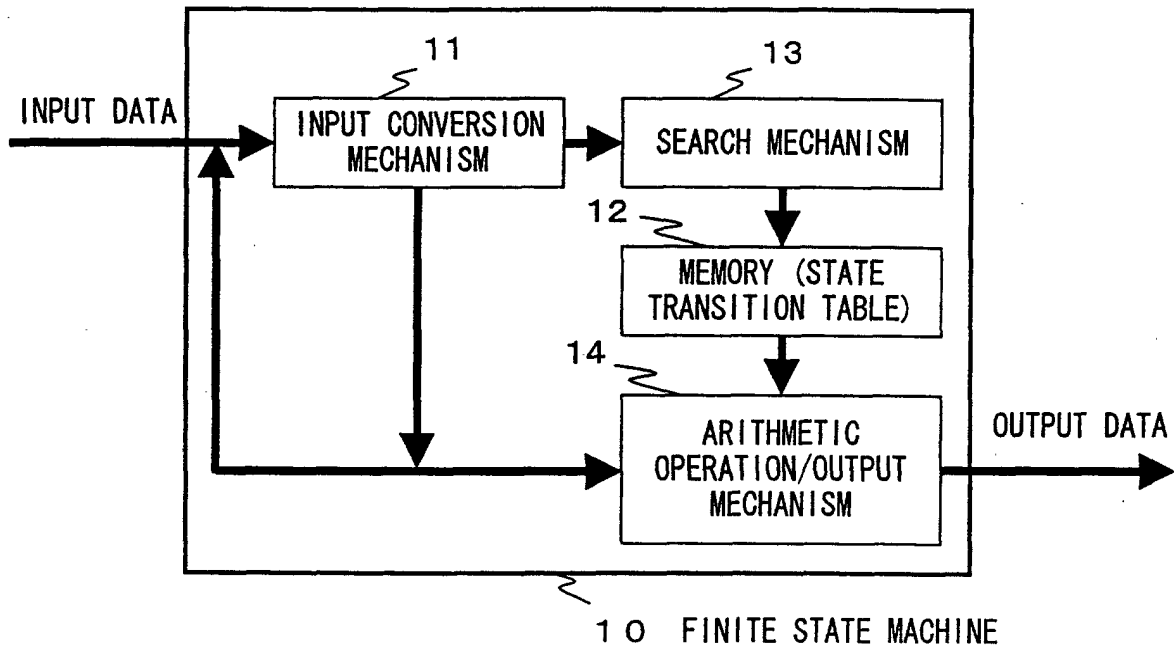 11
13
INPUT DATA
INPUT CONVERSION
MECHANISM
SEARCH MECHANISM
12
MEMORY (STATE
TRANSITION TABLE)
14
ARITHMETIC
OPERATION/OUTPUT
MECHANISM
OUTPUT DATA
10 FINITE STATE MACHINE